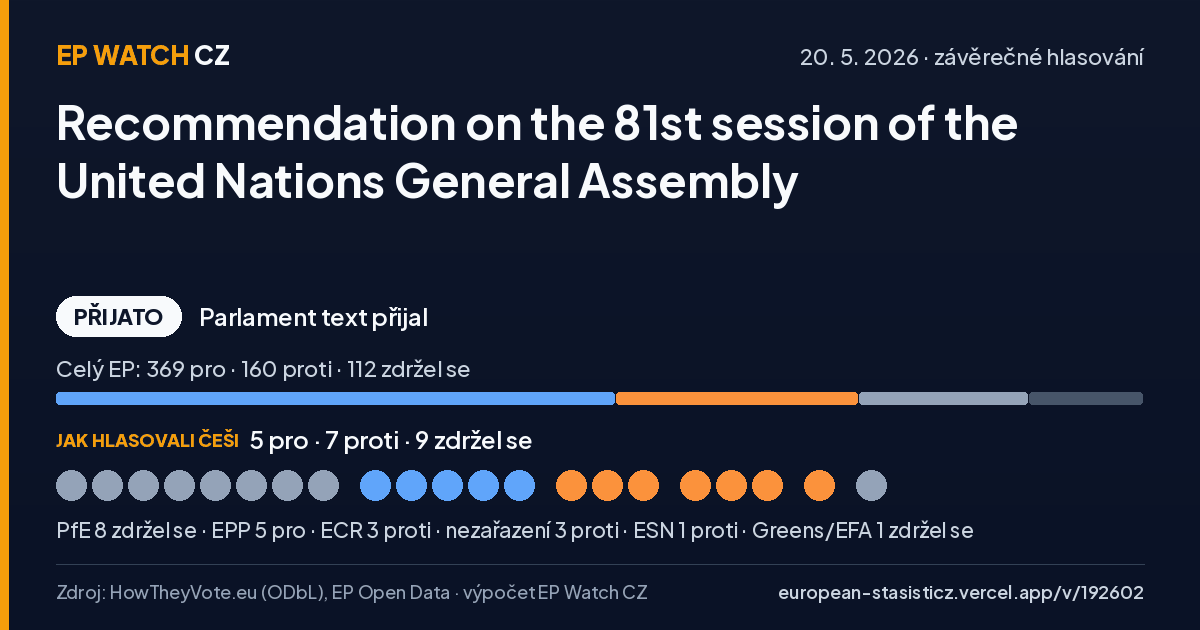 EP WATCH CZ
20. 5. 2026 · závěrečné hlasování
Recommendation on the 81st session of the
United Nations General Assembly
PŘIJATO Parlament text přijal
Celý EP: 369 pro · 160 proti · 112 zdržel se
JAK HLASOVALI ČEŠI 5 pro · 7 proti · 9 zdržel se
PfE 8 zdržel se · EPP 5 pro · ECR 3 proti · nezařazení 3 proti · ESN 1 proti · Greens/EFA 1 zdržel se
Zdroj: HowTheyVote.eu (ODbL), EP Open Data · výpočet EP Watch CZ
european-stasisticz.vercel.app/v/192602